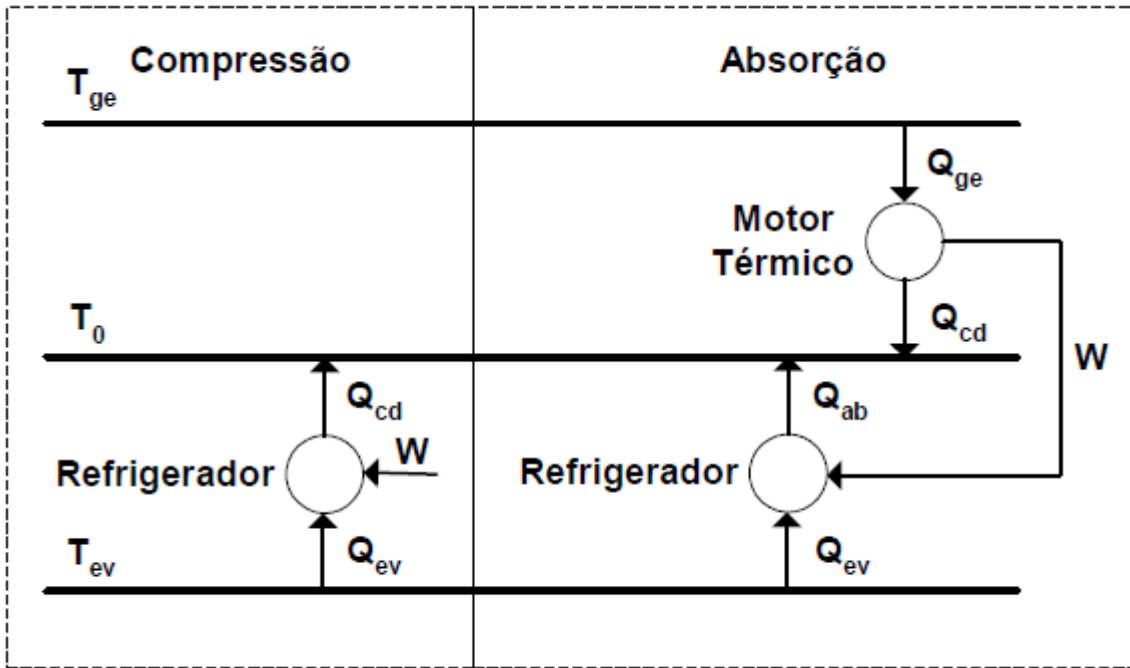 Compressão
Absorção
T_ge
Q_ge
Motor
Térmico
T_0
Q_cd
W
Q_cd
Q_ab
Refrigerador
W
Refrigerador
T_ev
Q_ev
Q_ev